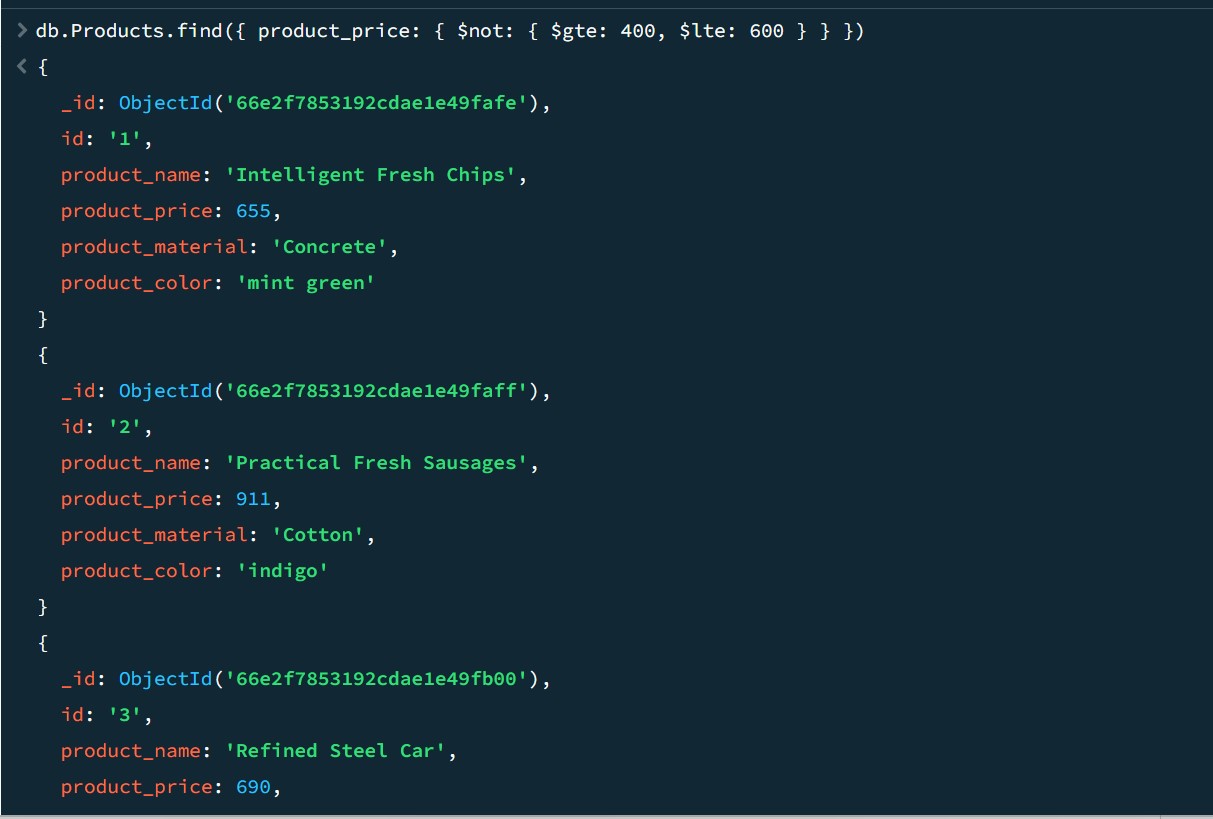 > db.Products.find({ product_price: { $not: { $gte: 400, $lte: 600 } } })
< {
_id: ObjectId('66e2f7853192cdae1e49fafe'),
id: '1',
product_name: 'Intelligent Fresh Chips',
product_price: 655,
product_material: 'Concrete',
product_color: 'mint green'
}
{
_id: ObjectId('66e2f7853192cdae1e49faff'),
id: '2',
product_name: 'Practical Fresh Sausages',
product_price: 911,
product_material: 'Cotton',
product_color: 'indigo'
}
{
_id: ObjectId('66e2f7853192cdae1e49fb00'),
id: '3',
product_name: 'Refined Steel Car',
product_price: 690,